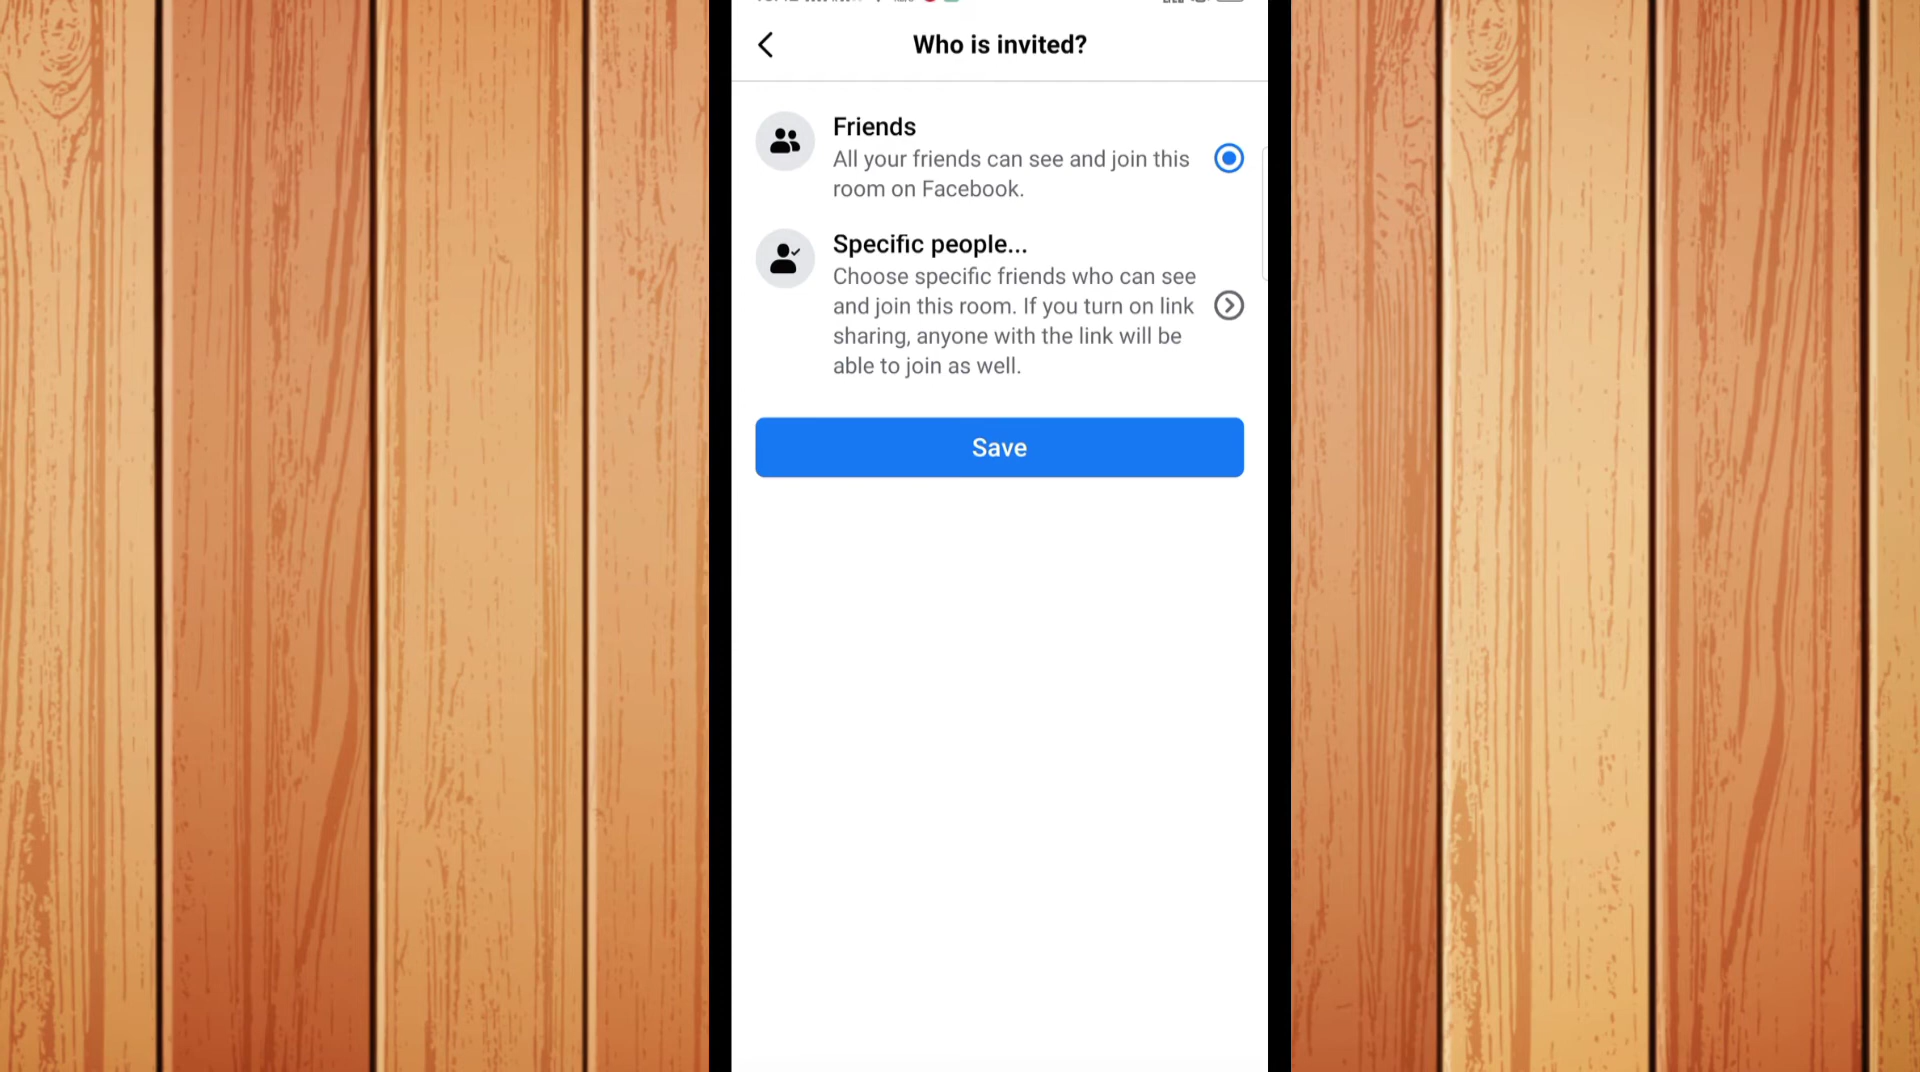 Who is invited?
Friends
All your friends can see and join this
room on Facebook.
Specific people...
Choose specific friends who can see
and join this room. If you turn on link
sharing, anyone with the link will be
able to join as well.
Save